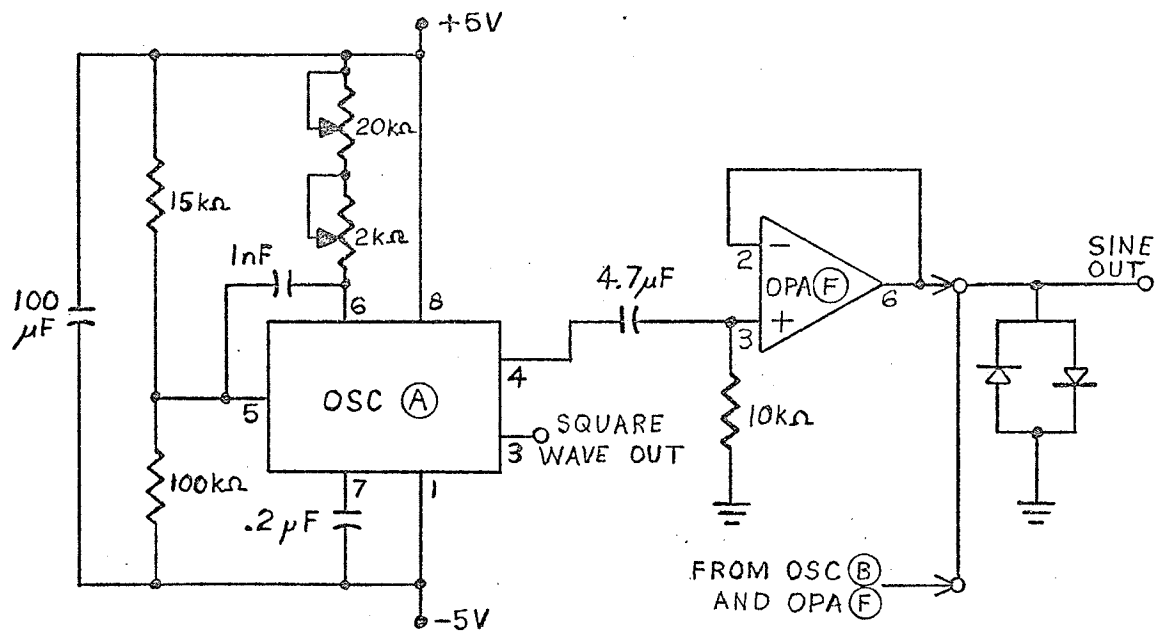 +5V
20kΩ
15kΩ
2kΩ
1nF
100
μF
6
8
OSC Ⓐ
5
4
3
SQUARE
WAVE OUT
7
1
100kΩ
.2μF
-5V
4.7μF
2
−
OPA Ⓕ
6
3
+
10kΩ
SINE
OUT
FROM OSC Ⓑ
AND OPA Ⓕ